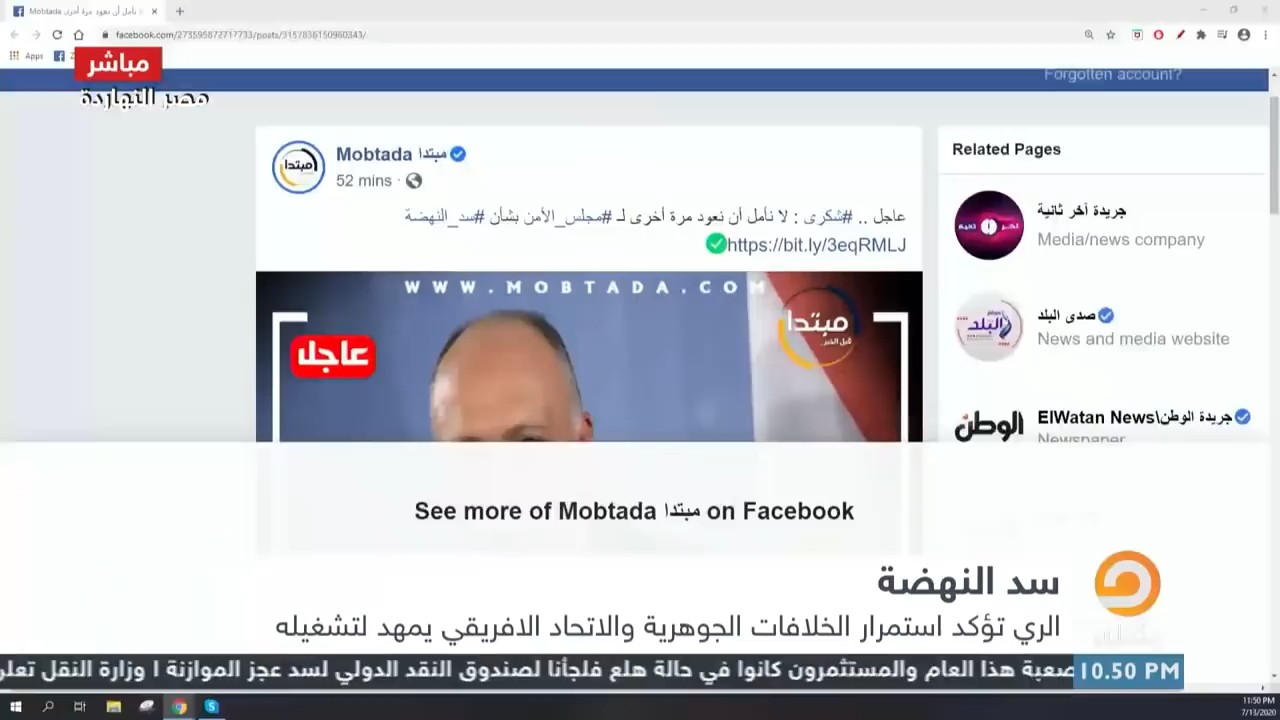 Mobtada نأمل أن نعود مرة أخرى
facebook.com/273595872717733/posts/3157836150960343/
Apps
مباشر
مصر النهاردة
Forgotten account?
Mobtada مبتدا
52 mins
عاجل .. #شكرى : لا نأمل أن نعود مرة أخرى لـ #مجلس_الأمن بشأن #سد_النهضة
https://bit.ly/3eqRMLJ
WWW.MOBTADA.COM
مبتدا
قبل الخبر..
عاجل
Related Pages
جريدة آخر ثانية
Media/news company
صدى البلد
News and media website
الوطن
ElWatan News\جريدة الوطن
Newspaper
See more of Mobtada مبتدا on Facebook
سد النهضة
الري تؤكد استمرار الخلافات الجوهرية والاتحاد الافريقي يمهد لتشغيله
صعبة هذا العام والمستثمرون كانوا في حالة هلع فلجأنا لصندوق النقد الدولي لسد عجز الموازنة ا وزارة النقل
10.50 PM
11:50 PM
7/13/2020